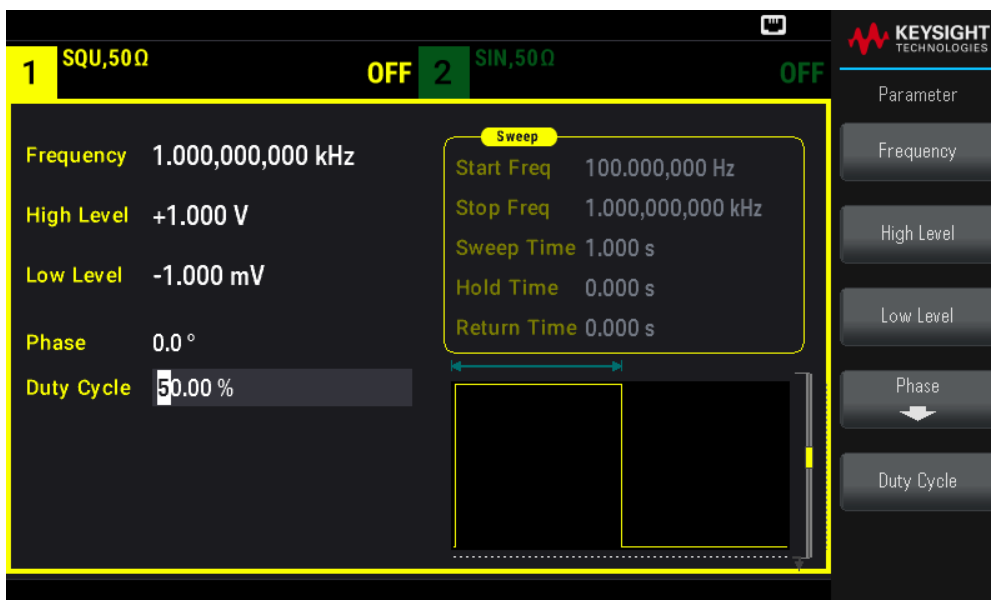 1 SQU,50Ω OFF 2 SIN,50Ω OFF
Frequency 1.000,000,000 kHz
High Level +1.000 V
Low Level -1.000 mV
Phase 0.0 °
Duty Cycle 50.00 %
Sweep
Start Freq 100.000,000 Hz
Stop Freq 1.000,000,000 kHz
Sweep Time 1.000 s
Hold Time 0.000 s
Return Time 0.000 s
KEYSIGHT
TECHNOLOGIES
Parameter
Frequency
High Level
Low Level
Phase
Duty Cycle